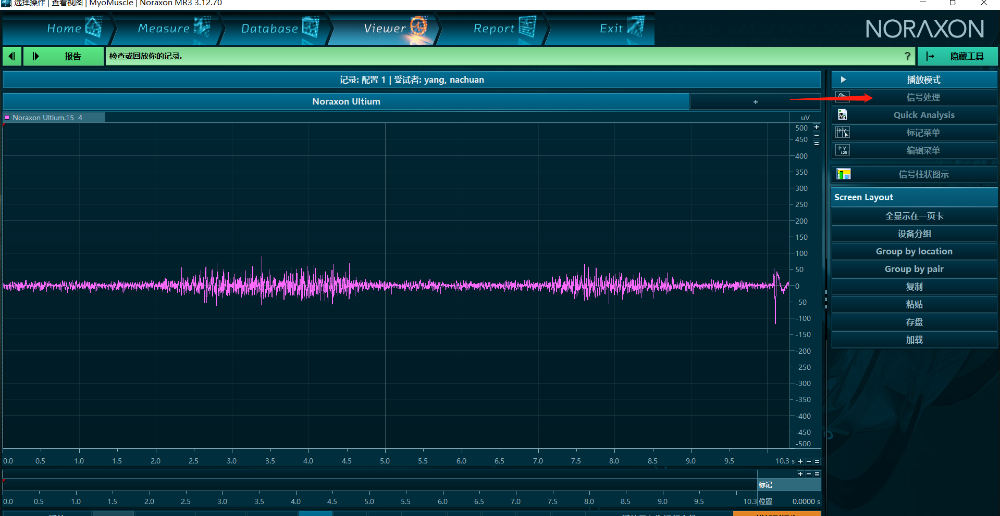 选择操作 | 查看视图 | MyoMuscle | Noraxon MR3 3.12.70
Home Measure Database Viewer Report Exit
NORAXON
报告
检查或回放你的记录.
?
隐藏工具
记录: 配置 1 | 受试者: yang, nachuan
Noraxon Ultium
+
Noraxon Ultium.15 4
uV
500
450
400
350
300
250
200
150
100
50
0
-50
-100
-150
-200
-250
-300
-350
-400
-450
-500
0.0 0.5 1.0 1.5 2.0 2.5 3.0 3.5 4.0 4.5 5.0 5.5 6.0 6.5 7.0 7.5 8.0 8.5 9.0 9.5 10.3 s
标记
0.0 0.5 1.0 1.5 2.0 2.5 3.0 3.5 4.0 4.5 5.0 5.5 6.0 6.5 7.0 7.5 8.0 8.5 9.0 9.5 10.3
位置 0.0000 s
播放模式
信号处理
Quick Analysis
标记菜单
编辑菜单
信号柱状图示
Screen Layout
全显示在一页卡
设备分组
Group by location
Group by pair
复制
粘贴
存盘
加载